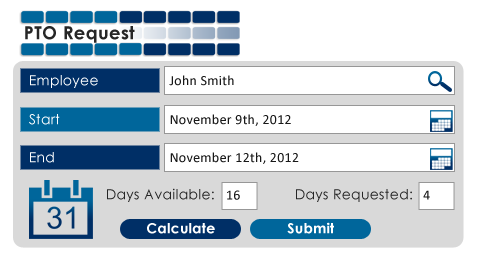 PTO Request
Employee John Smith
Start November 9th, 2012
End November 12th, 2012
31 Days Available: 16 Days Requested: 4
Calculate Submit